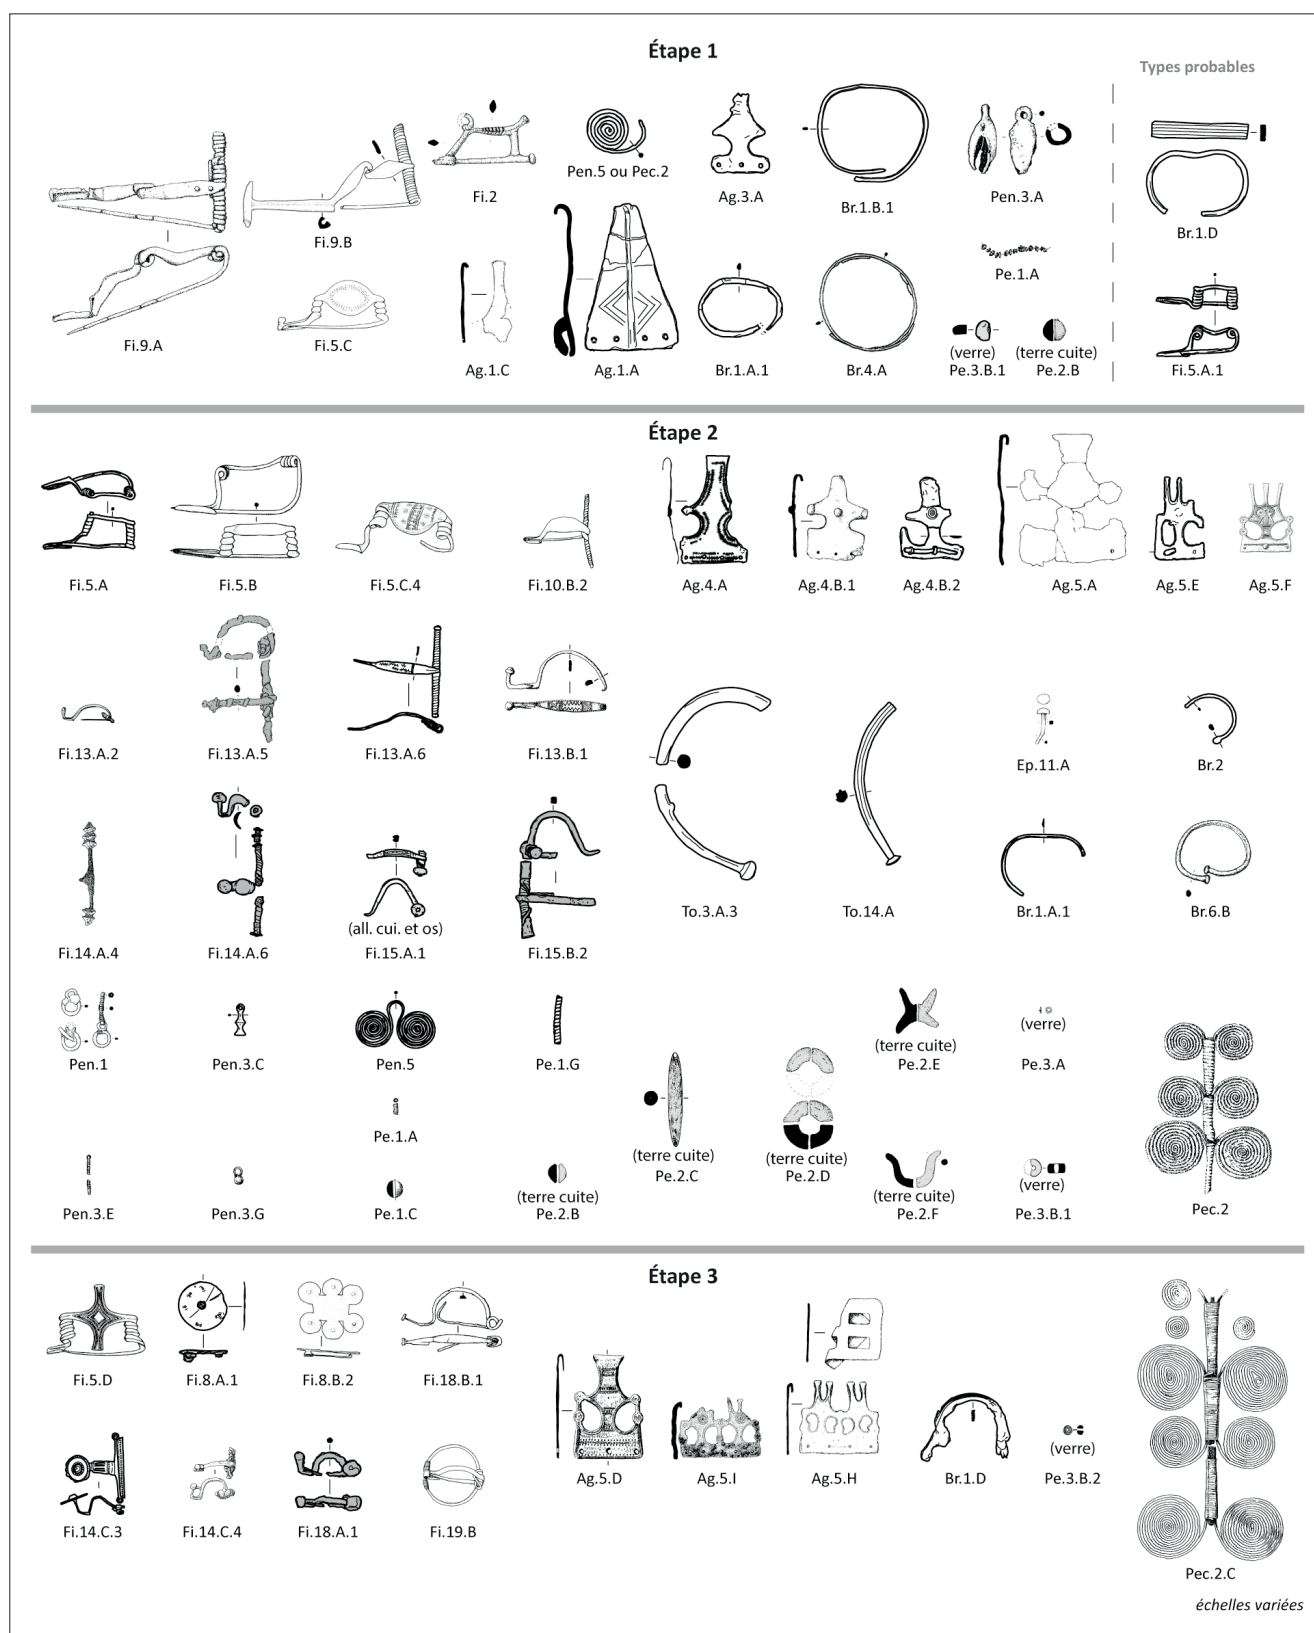 Étape 1
Types probables
Fi.9.A
Fi.9.B
Fi.5.C
Fi.2
Ag.1.C
Pen.5 ou Pec.2
Ag.1.A
Ag.3.A
Br.1.A.1
Br.1.B.1
Br.4.A
Pen.3.A
Pe.1.A
(verre)
Pe.3.B.1
(terre cuite)
Pe.2.B
Br.1.D
Fi.5.A.1
Étape 2
Fi.5.A
Fi.5.B
Fi.5.C.4
Fi.10.B.2
Ag.4.A
Ag.4.B.1
Ag.4.B.2
Ag.5.A
Ag.5.E
Ag.5.F
Fi.13.A.2
Fi.13.A.5
Fi.13.A.6
Fi.13.B.1
Ep.11.A
Br.2
Fi.14.A.4
Fi.14.A.6
(all. cui. et os)
Fi.15.A.1
Fi.15.B.2
To.3.A.3
To.14.A
Br.1.A.1
Br.6.B
Pen.1
Pen.3.C
Pen.5
Pe.1.G
(terre cuite)
Pe.2.E
(verre)
Pe.3.A
Pe.1.A
(terre cuite)
Pe.2.C
(terre cuite)
Pe.2.D
Pen.3.E
Pen.3.G
Pe.1.C
(terre cuite)
Pe.2.B
(terre cuite)
Pe.2.F
(verre)
Pe.3.B.1
Pec.2
Étape 3
Fi.5.D
Fi.8.A.1
Fi.8.B.2
Fi.18.B.1
Ag.5.D
Ag.5.I
Ag.5.H
Br.1.D
(verre)
Pe.3.B.2
Fi.14.C.3
Fi.14.C.4
Fi.18.A.1
Fi.19.B
Pec.2.C
échelles variées